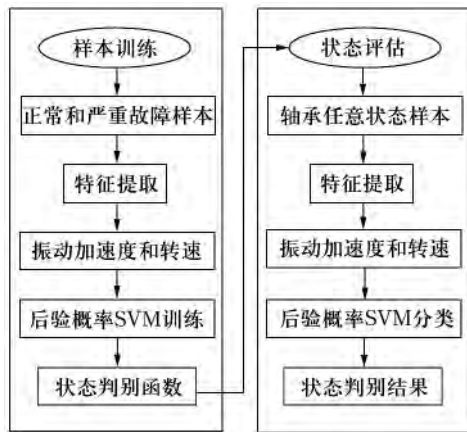 样本训练
正常和严重故障样本
特征提取
振动加速度和转速
后验概率SVM训练
状态判别函数
状态评估
轴承任意状态样本
特征提取
振动加速度和转速
后验概率SVM分类
状态判别结果